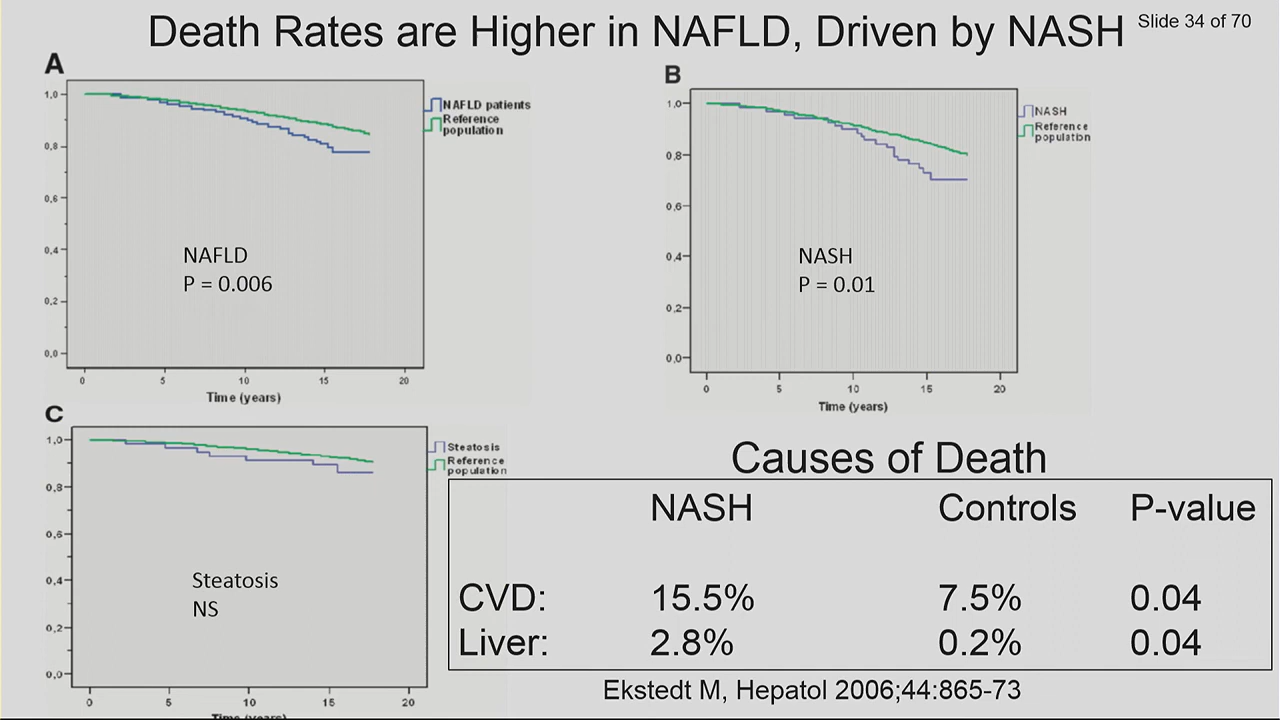 Death Rates are Higher in NAFLD, Driven by NASH
Slide 34 of 70
A
1,0
0,8
0,6
0,4
0,2
0,0
0 5 10 15 20
Time (years)
NAFLD patients
Reference
population
NAFLD
P = 0.006
B
1,0
0,8
0,6
0,4
0,2
0,0
0 5 10 15 20
Time (years)
NASH
Reference
population
NASH
P = 0.01
C
1,0
0,8
0,6
0,4
0,2
0,0
0 5 10 15 20
Time (years)
Steatosis
Reference
population
Steatosis
NS
Causes of Death
NASH Controls P-value
CVD: 15.5% 7.5% 0.04
Liver: 2.8% 0.2% 0.04
Ekstedt M, Hepatol 2006;44:865-73